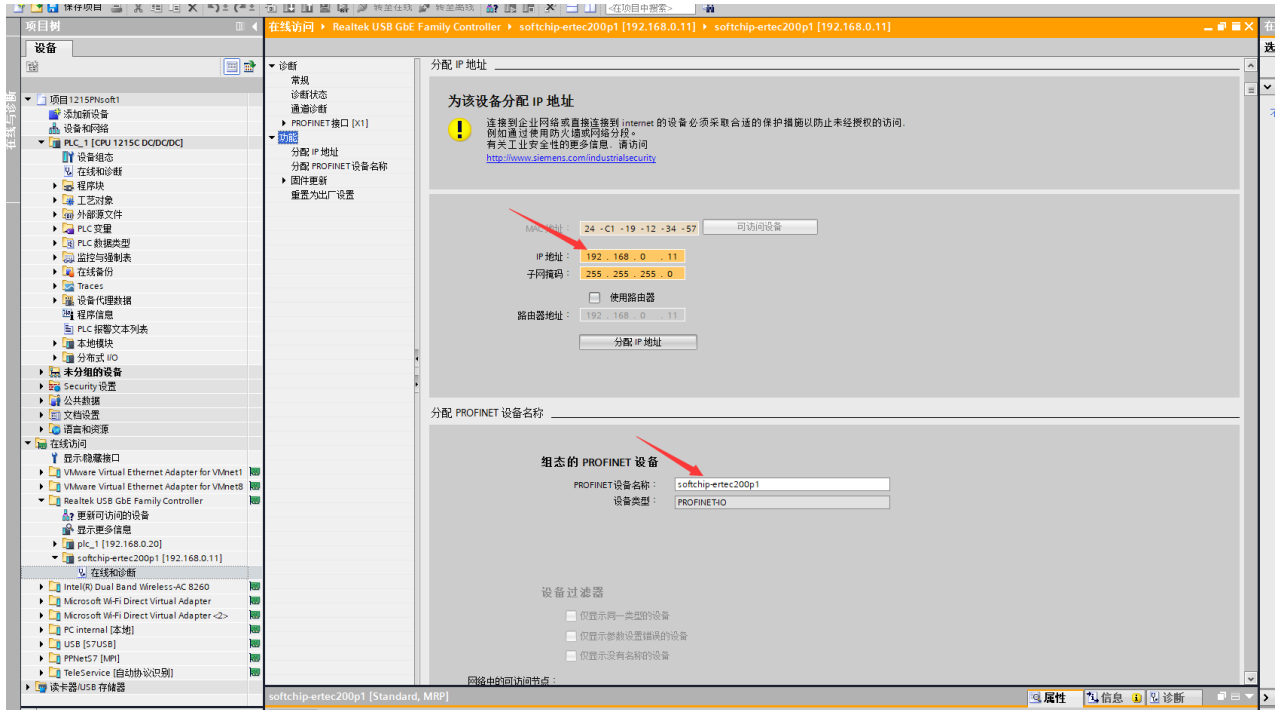 保存项目
转至在线
转至离线
<在项目中搜索>
项目树
在线访问 ▸ Realtek USB GbE Family Controller ▸ softchip-ertec200p1 [192.168.0.11] ▸ softchip-ertec200p1 [192.168.0.11]
设备
项目1215PNsoft1
添加新设备
设备和网络
PLC_1 [CPU 1215C DC/DC/DC]
设备组态
在线和诊断
程序块
工艺对象
外部源文件
PLC 变量
PLC 数据类型
监控与强制表
在线备份
Traces
设备代理数据
程序信息
PLC 报警文本列表
本地模块
分布式 I/O
未分组的设备
Security 设置
公共数据
文档设置
语言和资源
在线访问
显示/隐藏接口
VMware Virtual Ethernet Adapter for VMnet1
VMware Virtual Ethernet Adapter for VMnet8
Realtek USB GbE Family Controller
更新可访问的设备
显示更多信息
plc_1 [192.168.0.20]
softchip-ertec200p1 [192.168.0.11]
在线和诊断
Intel(R) Dual Band Wireless-AC 8260
Microsoft Wi-Fi Direct Virtual Adapter
Microsoft Wi-Fi Direct Virtual Adapter <2>
PC internal [本地]
USB [S7USB]
PPNetS7 [MPI]
TeleService [自动协议识别]
读卡器/USB 存储器
诊断
常规
诊断状态
通道诊断
PROFINET接口 [X1]
功能
分配 IP 地址
分配 PROFINET 设备名称
固件更新
重置为出厂设置
分配 IP 地址
为该设备分配 IP 地址
连接到企业网络或直接连接到 internet 的设备必须采取合适的保护措施以防止未经授权的访问.
例如通过使用防火墙或网络分段。
有关工业安全性的更多信息, 请访问
http://www.siemens.com/industrialsecurity
MAC 地址： 24 -C1 -19 -12 -34 -57 可访问设备
IP 地址： 192 . 168 . 0 . 11
子网掩码： 255 . 255 . 255 . 0
使用路由器
路由器地址： 192 . 168 . 0 . 11
分配 IP 地址
分配 PROFINET 设备名称
组态的 PROFINET 设备
PROFINET 设备名称： softchip-ertec200p1
设备类型： PROFINET-IO
设备过滤器
仅显示同一类型的设备
仅显示参数设置错误的设备
仅显示没有名称的设备
网络中的可访问节点：
softchip-ertec200p1 [Standard, MRP]
属性
信息
诊断